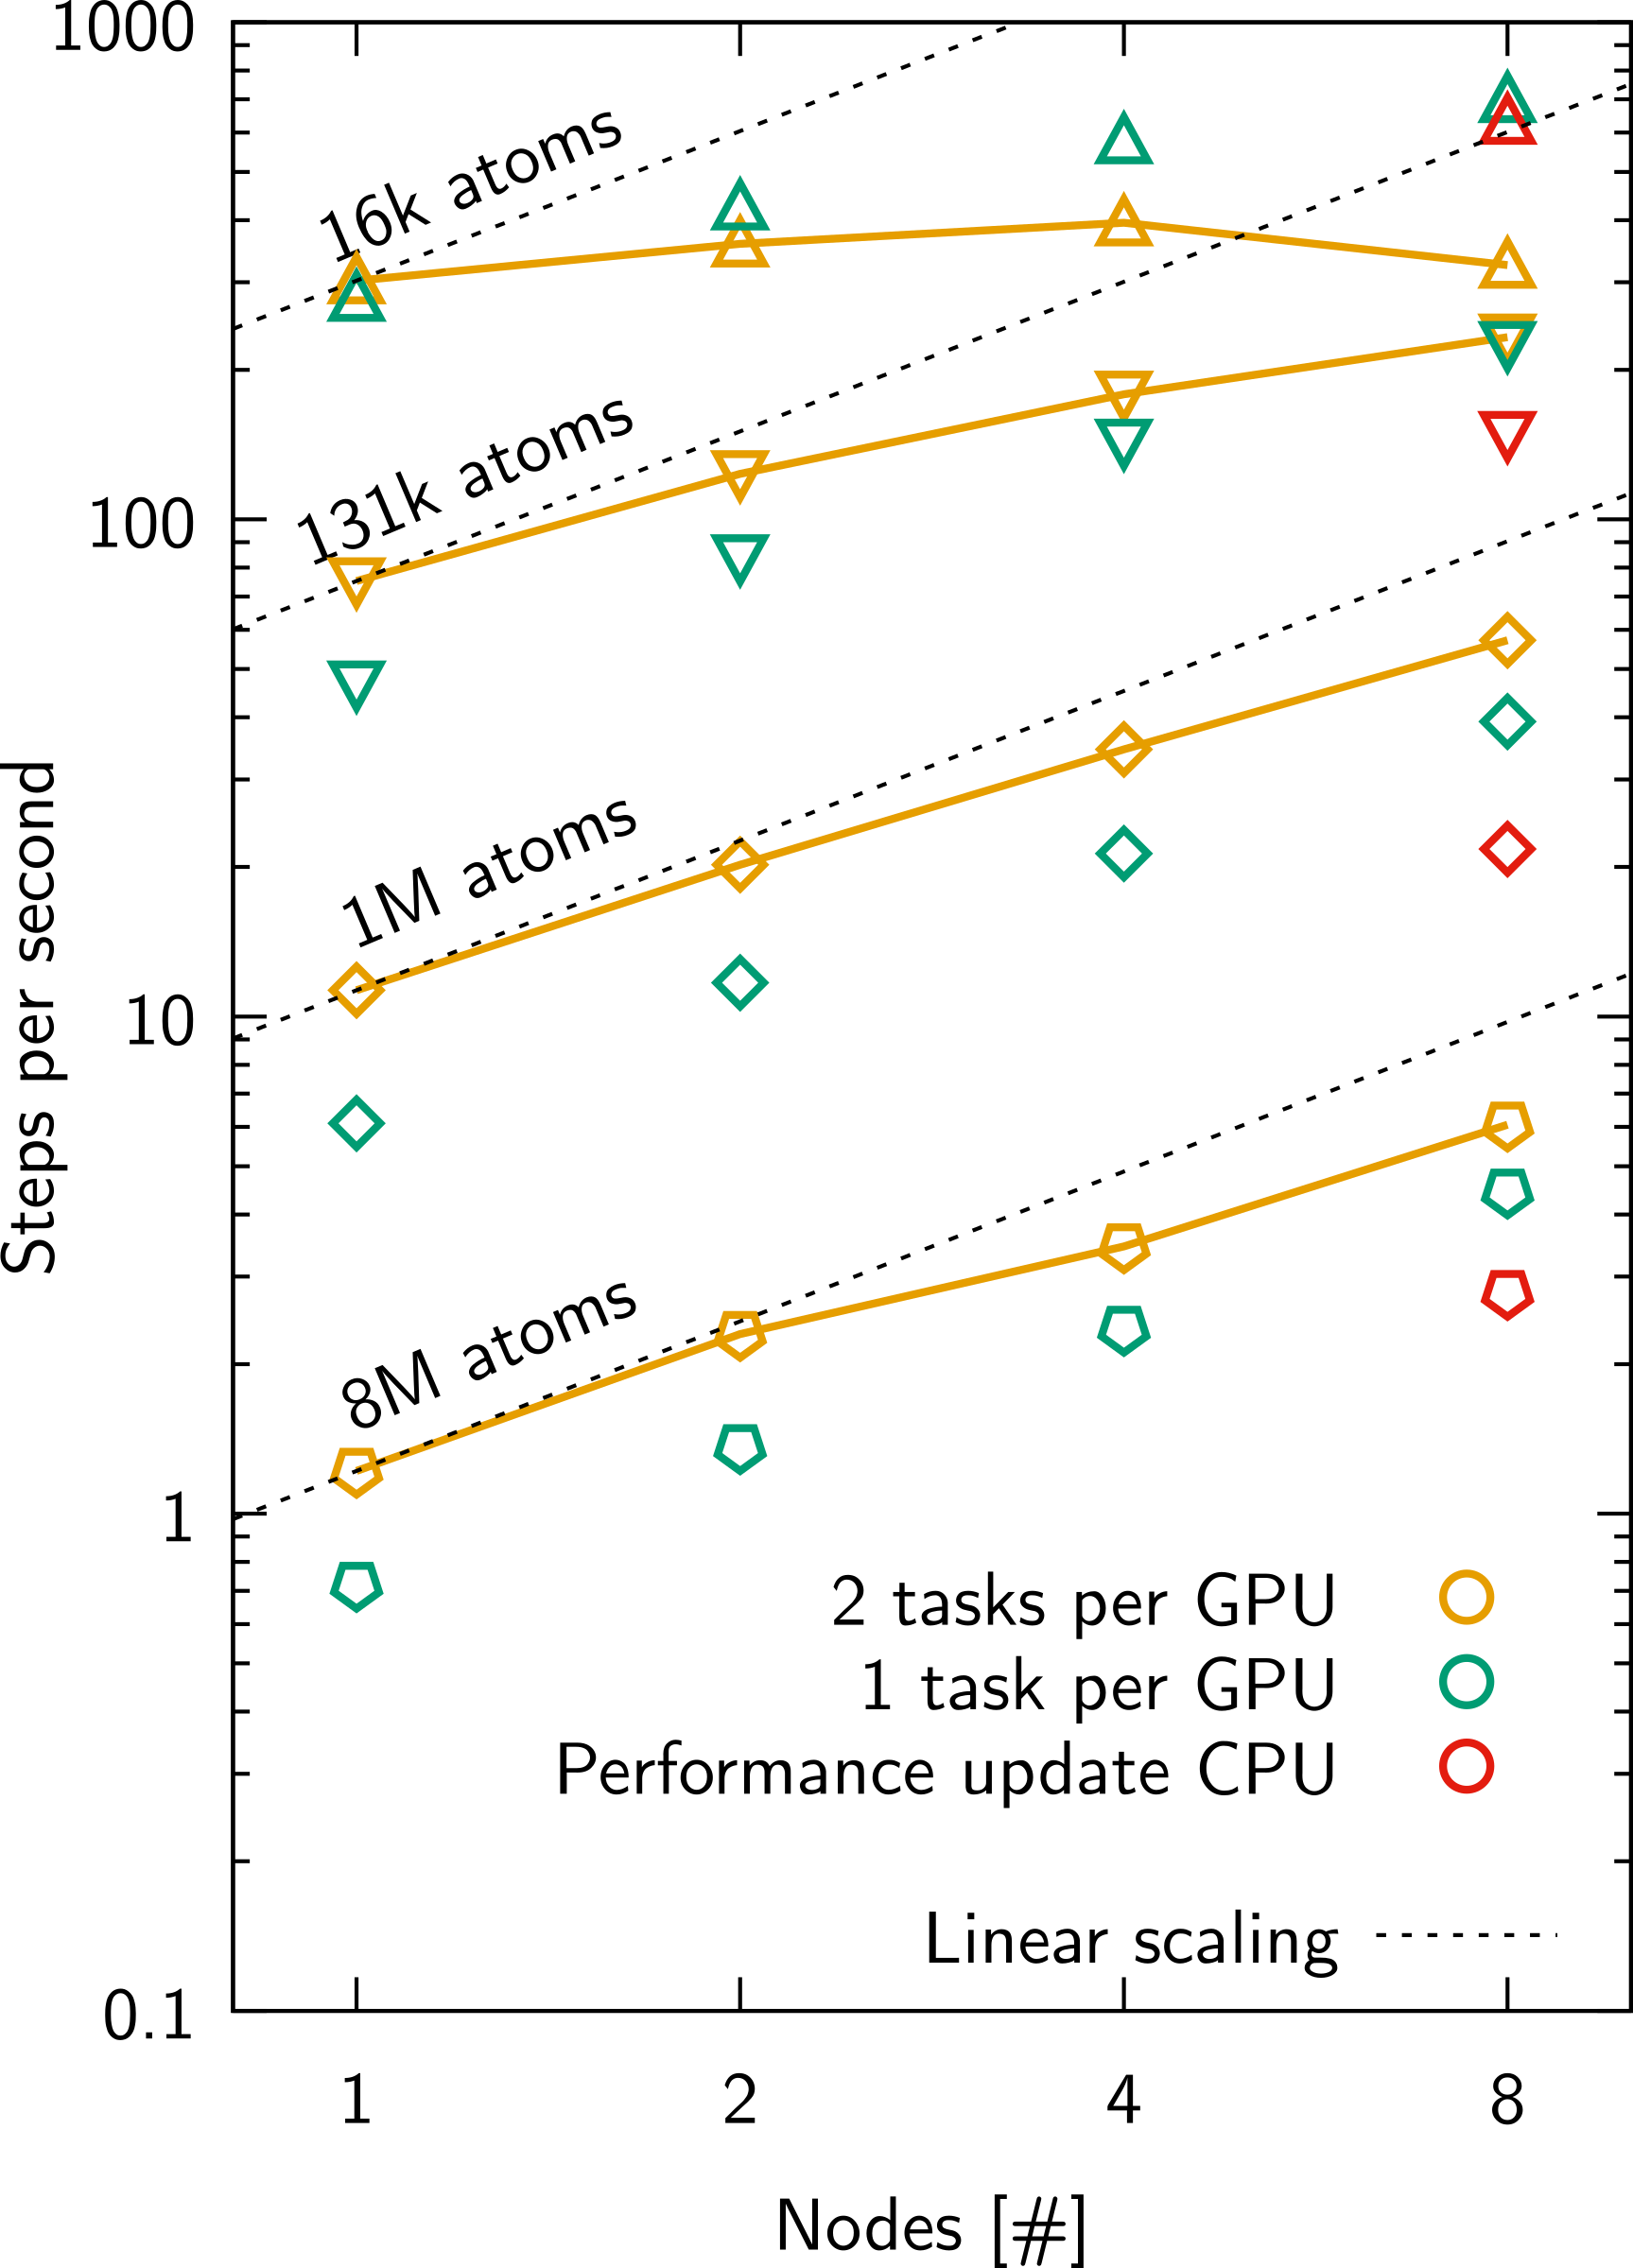 1000
16k atoms
131k atoms
100
1M atoms
10
Steps per second
8M atoms
1
2 tasks per GPU
1 task per GPU
Performance update CPU
Linear scaling
0.1
1 2 4 8
Nodes [#]